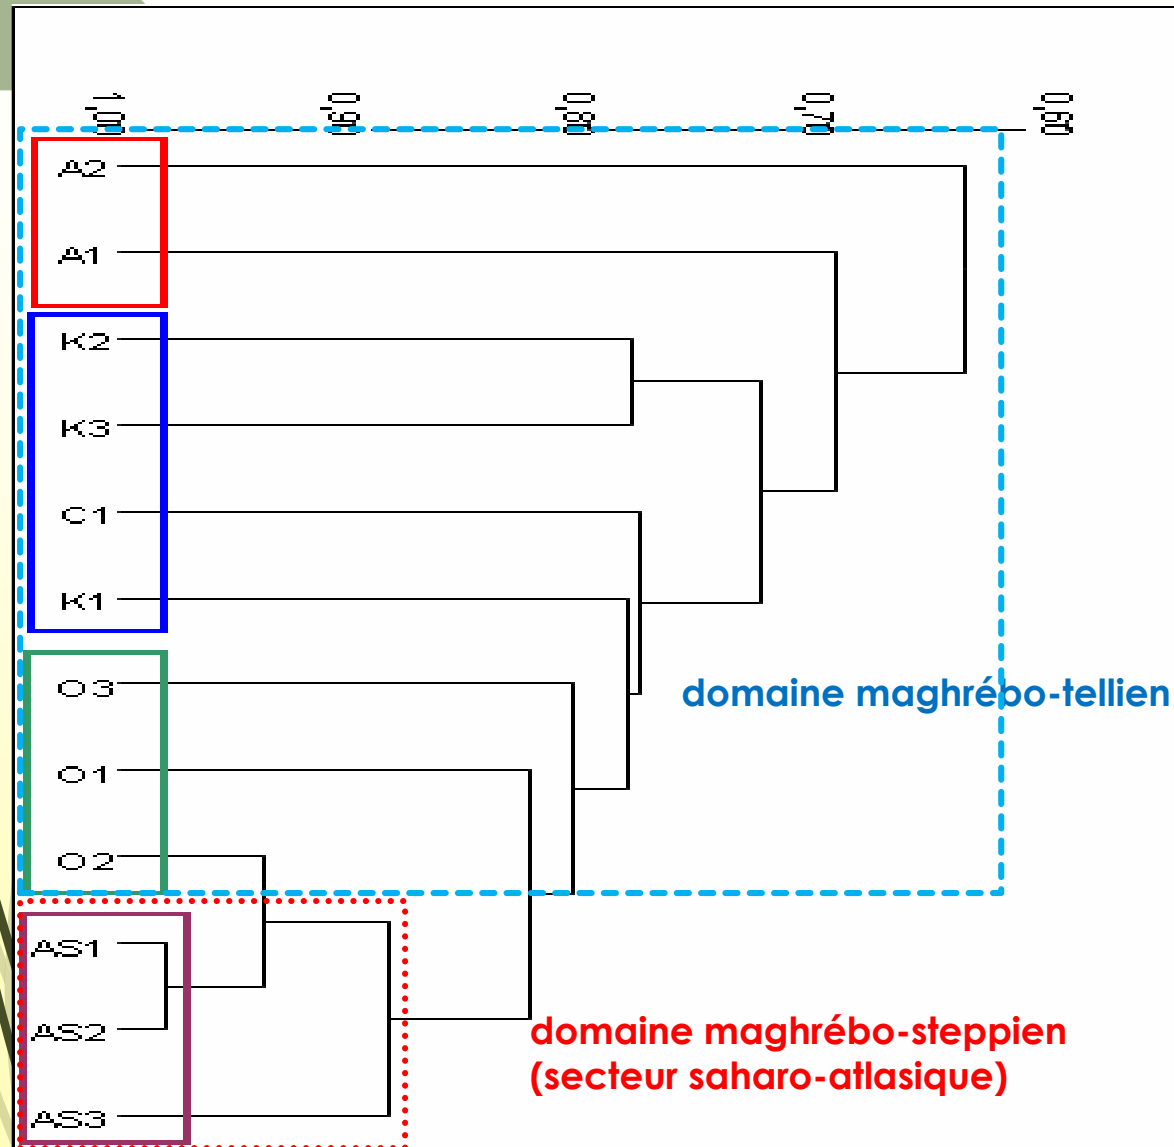 1,00 0,90 0,80 0,70 0,60
A2
A1
K2
K3
C1
K1
O3
domaine maghrébo-tellien
O1
O2
AS1
AS2
domaine maghrébo-steppien
(secteur saharo-atlasique)
AS3